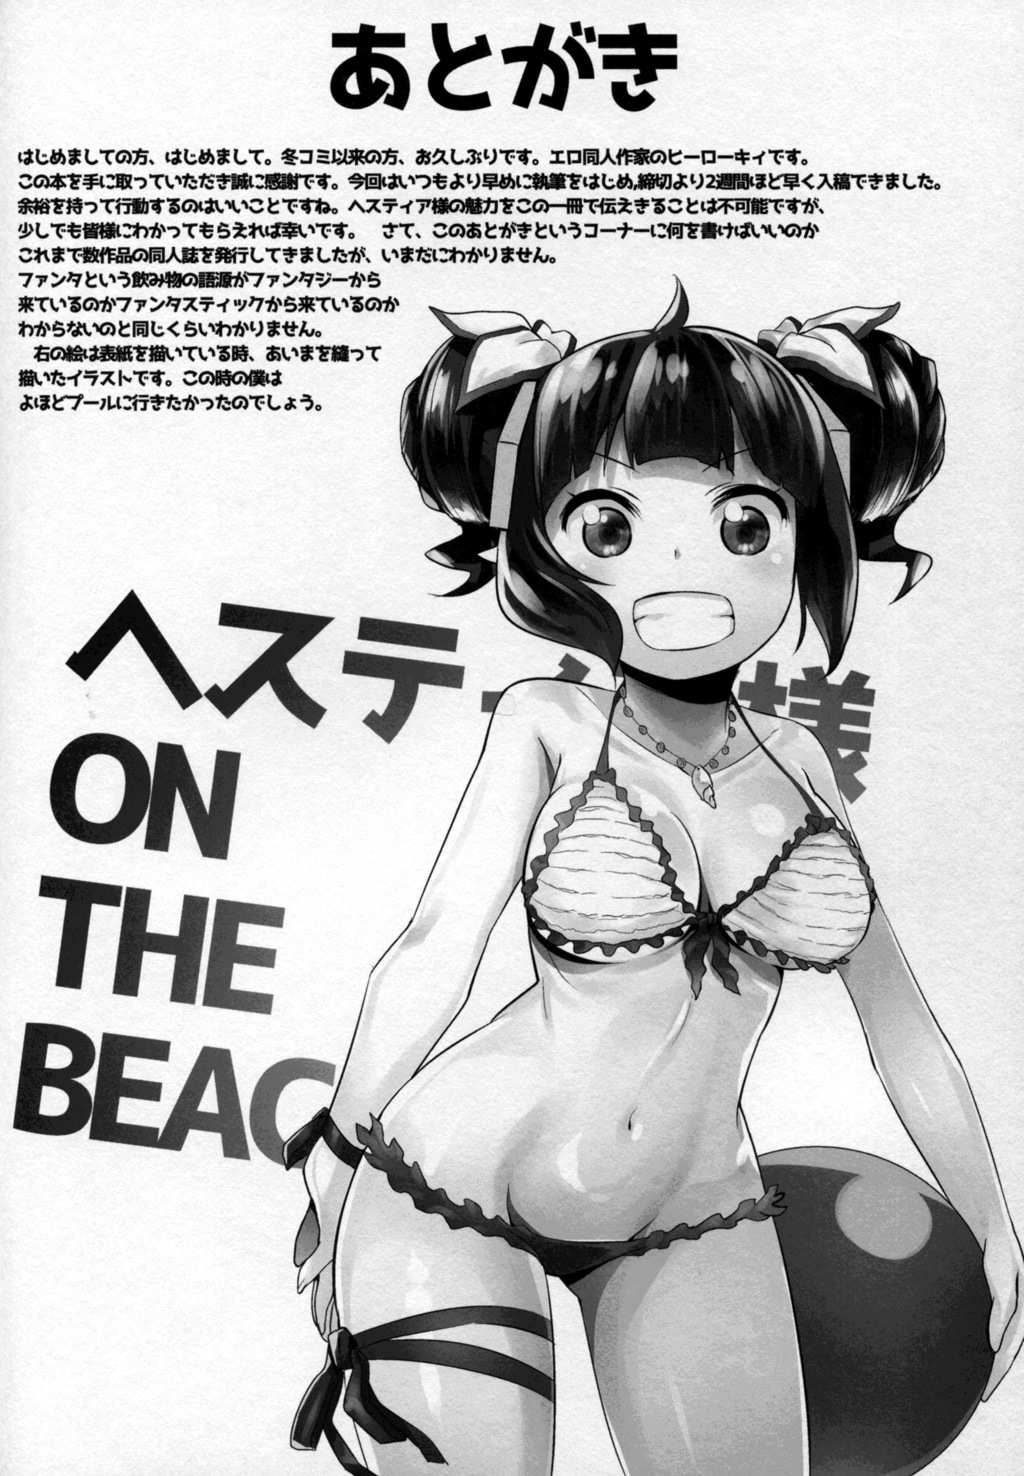 あとがき
はじめましての方、はじめまして。冬コミ以来の方、お久しぶりです。エロ同人作家のヒーローキィです。
この本を手に取っていただき誠に感謝です。今回はいつもより早めに執筆をはじめ,締切より2週間ほど早く入稿できました。
余裕を持って行動するのはいいことですね。ヘスティア様の魅力をこの一冊で伝えきることは不可能ですが、
少しでも皆様にわかってもらえれば幸いです。　さて、このあとがきというコーナーに何を書けばいいのか
これまで数作品の同人誌を発行してきましたが、いまだにわかりません。
ファンタという飲み物の語源がファンタジーから
来ているのかファンタスティックから来ているのか
わからないのと同じくらいわかりません。
　右の絵は表紙を描いている時、あいまを縫って
描いたイラストです。この時の僕は
よほどプールに行きたかったのでしょう。
ヘスティ 様
ON
THE
BEAC